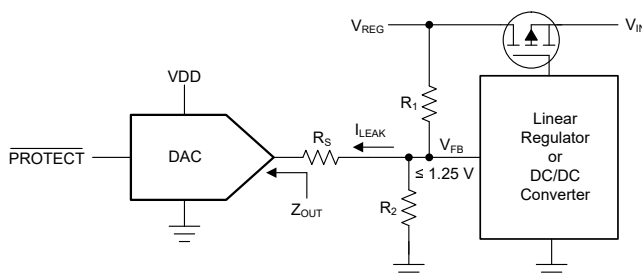 V_REG
V_IN
VDD
R_1
PROTECT
DAC
R_S
I_LEAK
V_FB
≤ 1.25 V
Z_OUT
R_2
Linear
Regulator
or
DC/DC
Converter